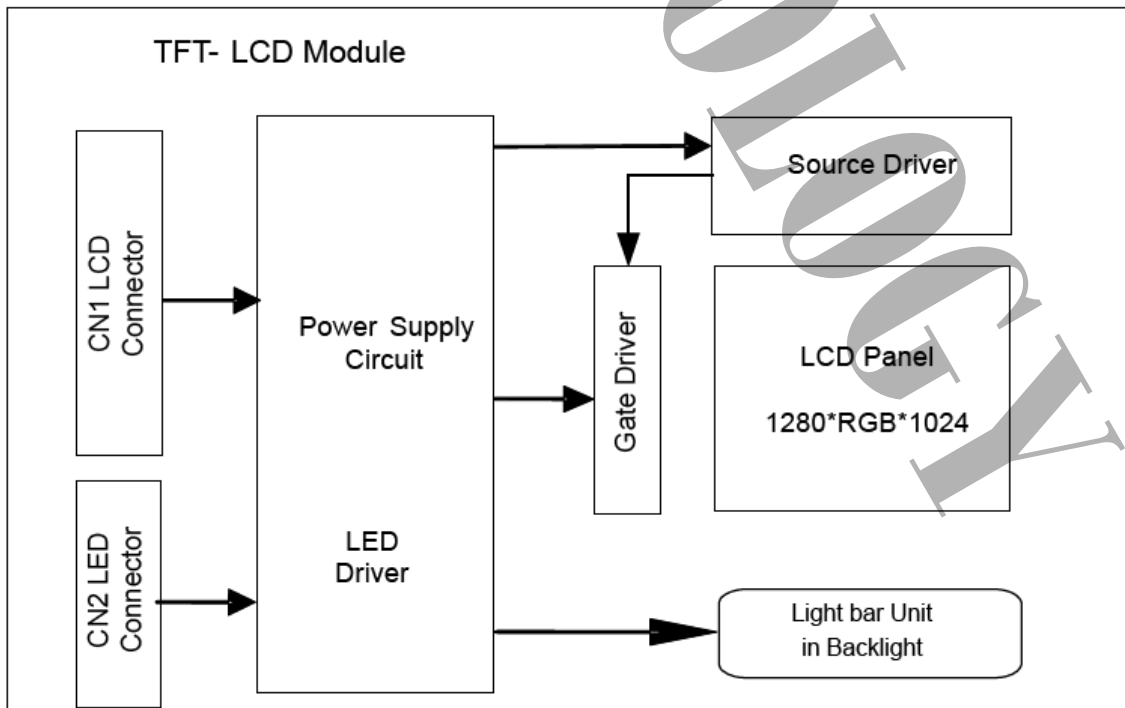 TFT- LCD Module
CN1 LCD
Connector
CN2 LED
Connector
Power Supply
Circuit
LED
Driver
Source Driver
Gate Driver
LCD Panel
1280*RGB*1024
Light bar Unit
in Backlight
OLOGY